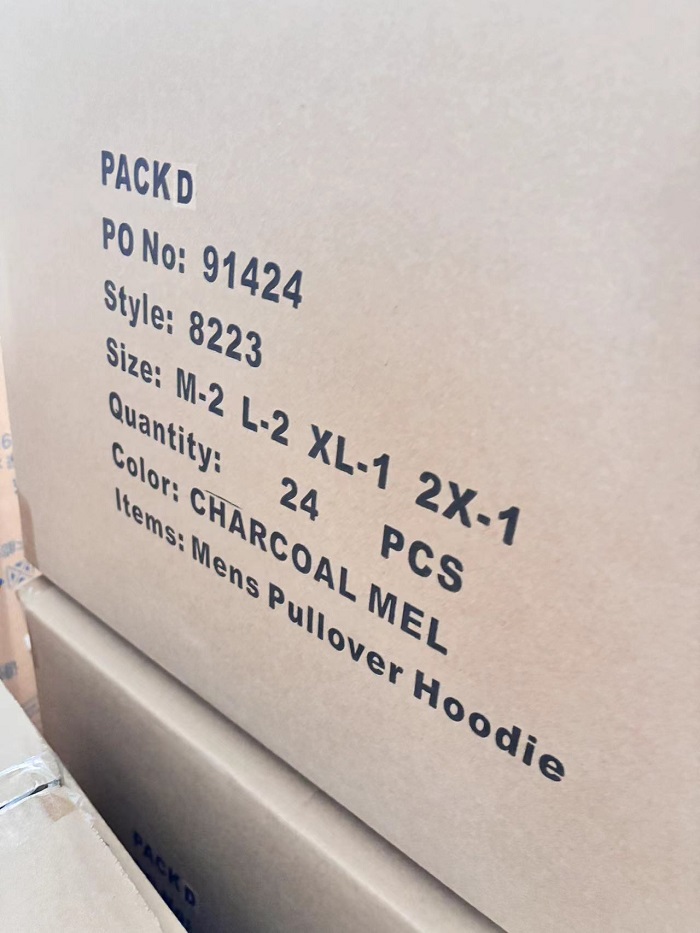 PACK D
PO No: 91424
Style: 8223
Size: M-2 L-2 XL-1 2X-1
Quantity: 24 PCS
Color: CHARCOAL MEL
Items: Mens Pullover Hoodie
PACK D